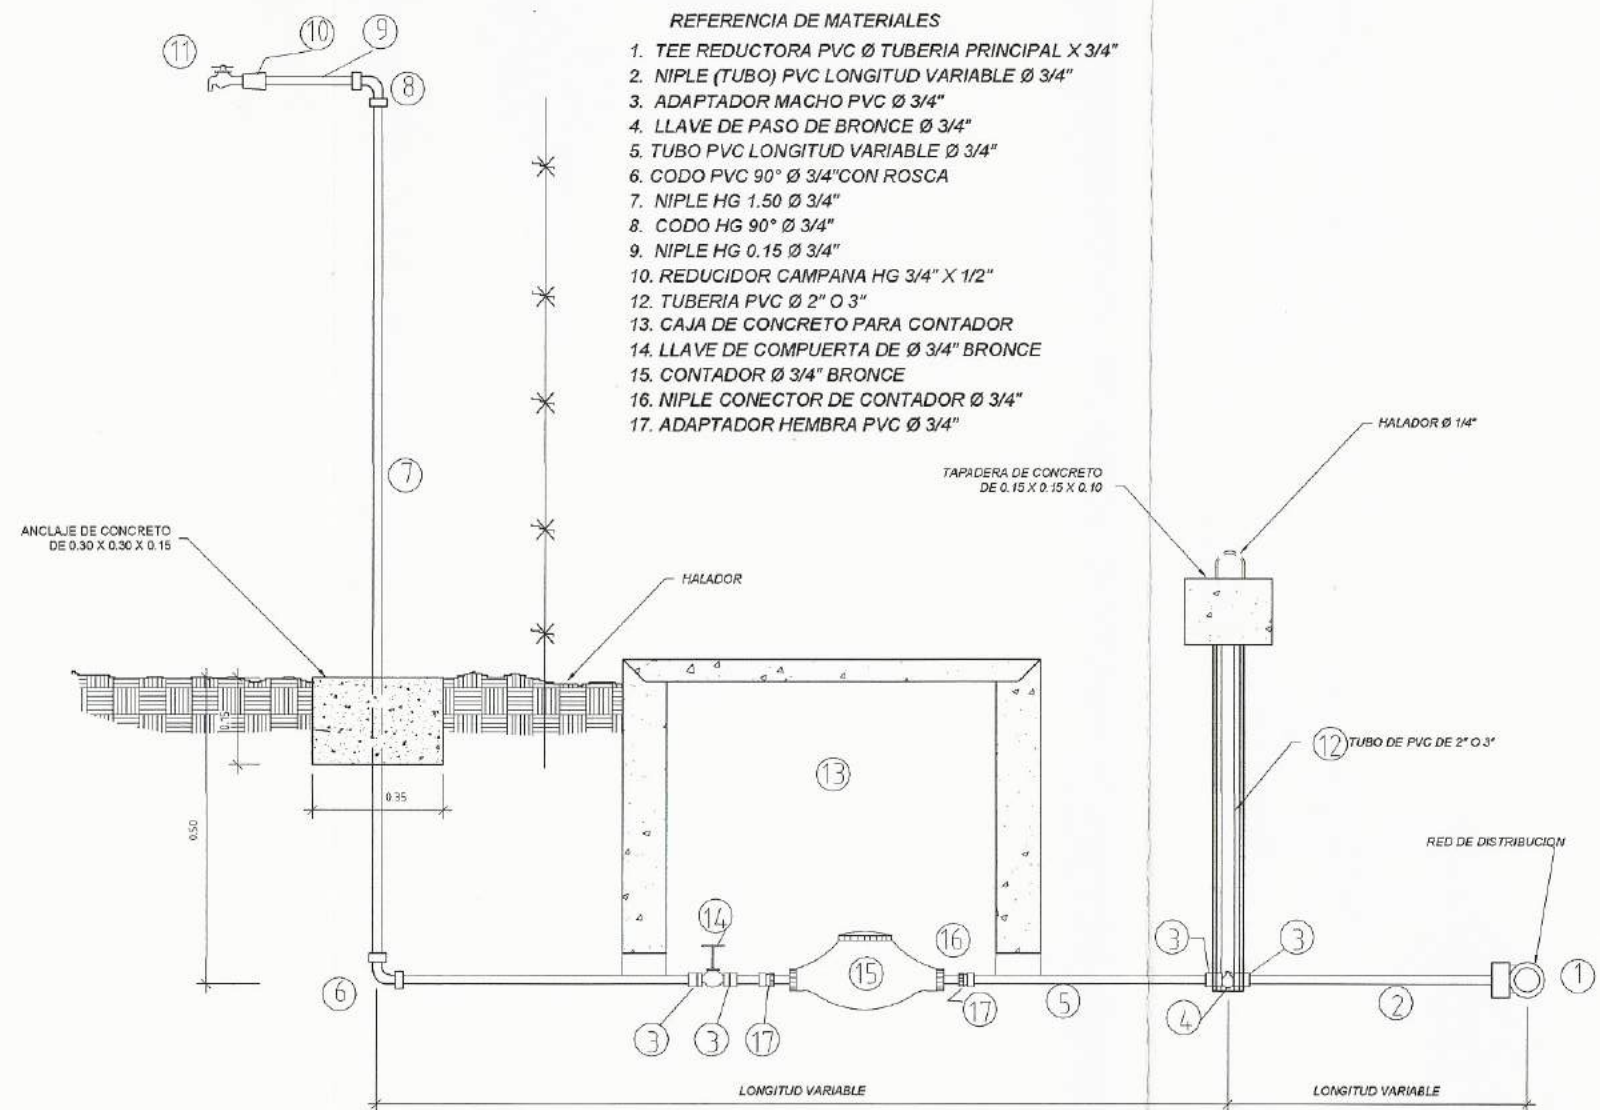 REFERENCIA DE MATERIALES
1. TEE REDUCTORA PVC Ø TUBERIA PRINCIPAL X 3/4"
2. NIPLE (TUBO) PVC LONGITUD VARIABLE Ø 3/4"
3. ADAPTADOR MACHO PVC Ø 3/4"
4. LLAVE DE PASO DE BRONCE Ø 3/4"
5. TUBO PVC LONGITUD VARIABLE Ø 3/4"
6. CODO PVC 90° Ø 3/4"CON ROSCA
7. NIPLE HG 1.50 Ø 3/4"
8. CODO HG 90° Ø 3/4"
9. NIPLE HG 0.15 Ø 3/4"
10. REDUCIDOR CAMPANA HG 3/4" X 1/2"
12. TUBERIA PVC Ø 2" O 3"
13. CAJA DE CONCRETO PARA CONTADOR
14. LLAVE DE COMPUERTA DE Ø 3/4" BRONCE
15. CONTADOR Ø 3/4" BRONCE
16. NIPLE CONECTOR DE CONTADOR Ø 3/4"
17. ADAPTADOR HEMBRA PVC Ø 3/4"
11
10
9
8
7
HALADOR Ø 1/4"
TAPADERA DE CONCRETO
DE 0.15 X 0.15 X 0.10
ANCLAJE DE CONCRETO
DE 0.30 X 0.30 X 0.15
HALADOR
0.15
0.35
0.50
13
12 TUBO DE PVC DE 2" O 3"
RED DE DISTRIBUCION
14
16
15
3
3
1
6
5
2
17
4
3
3
17
LONGITUD VARIABLE
LONGITUD VARIABLE